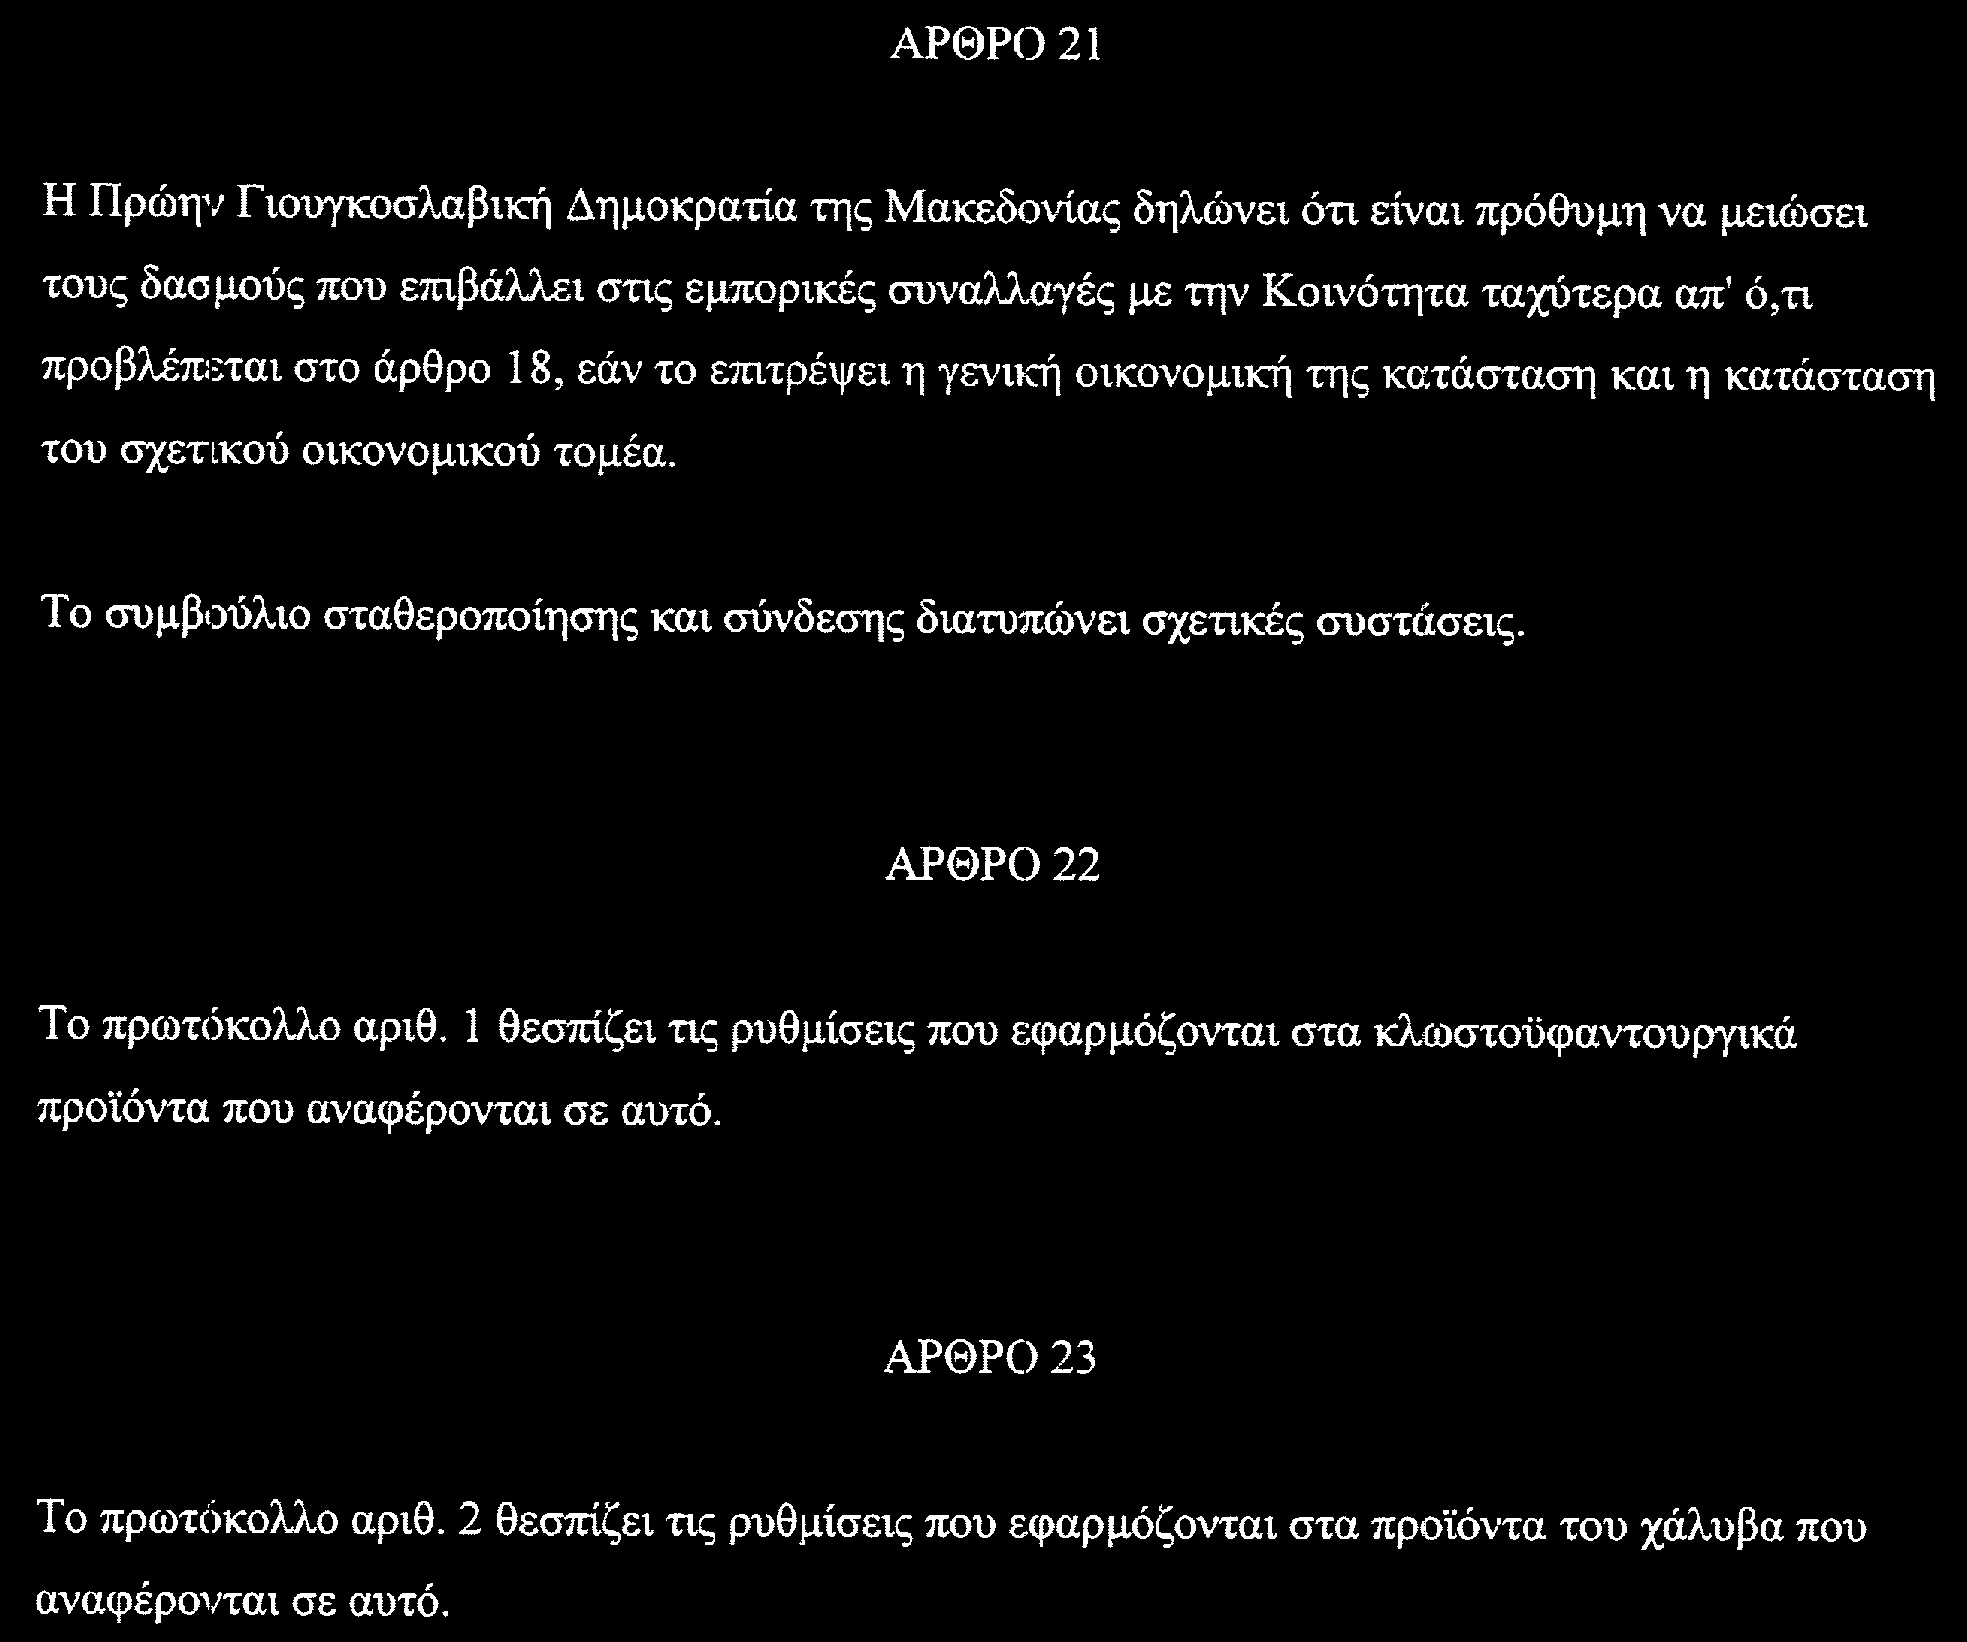 ΑΡΘΡΟ 21
Η Πρώην Γιουγκοσλαβική Δημοκρατία της Μακεδονίας δηλώνει ότι είναι πρόθυμη να μειώσει
τους δασμούς που επιβάλλει στις εμπορικές συναλλαγές με την Κοινότητα ταχύτερα απ' ό,τι
προβλέπεται στο άρθρο 18, εάν το επιτρέψει η γενική οικονομική της κατάσταση και η κατάσταση
του σχετικού οικονομικού τομέα.
Το συμβούλιο σταθεροποίησης και σύνδεσης διατυπώνει σχετικές συστάσεις.
ΑΡΘΡΟ 22
Το πρωτόκολλο αριθ. 1 θεσπίζει τις ρυθμίσεις που εφαρμόζονται στα κλωστοϋφαντουργικά
προϊόντα που αναφέρονται σε αυτό.
ΑΡΘΡΟ 23
Το πρωτόκολλο αριθ. 2 θεσπίζει τις ρυθμίσεις που εφαρμόζονται στα προϊόντα του χάλυβα που
αναφέρονται σε αυτό.